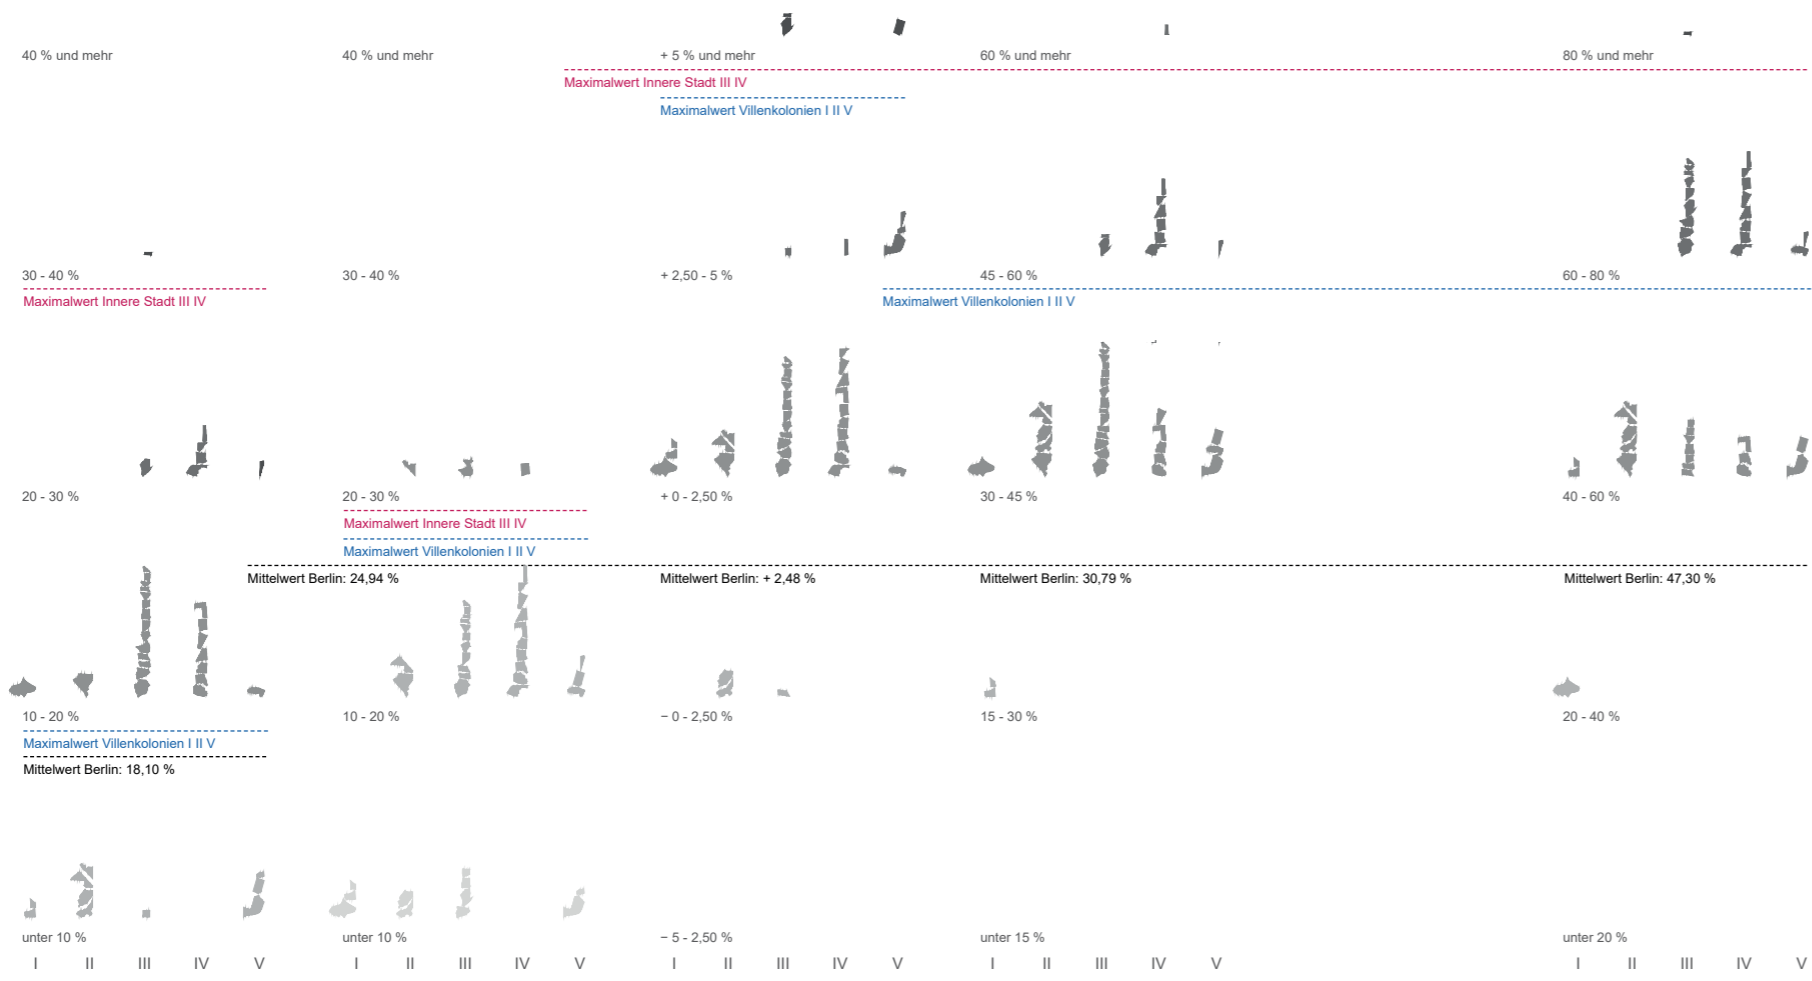 40 % und mehr
40 % und mehr
+ 5 % und mehr
60 % und mehr
80 % und mehr
Maximalwert Innere Stadt III IV
Maximalwert Villenkolonien I II V
30 - 40 %
30 - 40 %
+ 2,50 - 5 %
45 - 60 %
60 - 80 %
Maximalwert Innere Stadt III IV
Maximalwert Villenkolonien I II V
20 - 30 %
20 - 30 %
+ 0 - 2,50 %
30 - 45 %
40 - 60 %
Maximalwert Innere Stadt III IV
Maximalwert Villenkolonien I II V
Mittelwert Berlin: 24,94 %
Mittelwert Berlin: + 2,48 %
Mittelwert Berlin: 30,79 %
Mittelwert Berlin: 47,30 %
10 - 20 %
10 - 20 %
− 0 - 2,50 %
15 - 30 %
20 - 40 %
Maximalwert Villenkolonien I II V
Mittelwert Berlin: 18,10 %
unter 10 %
unter 10 %
− 5 - 2,50 %
unter 15 %
unter 20 %
I II III IV V
I II III IV V
I II III IV V
I II III IV V
I II III IV V